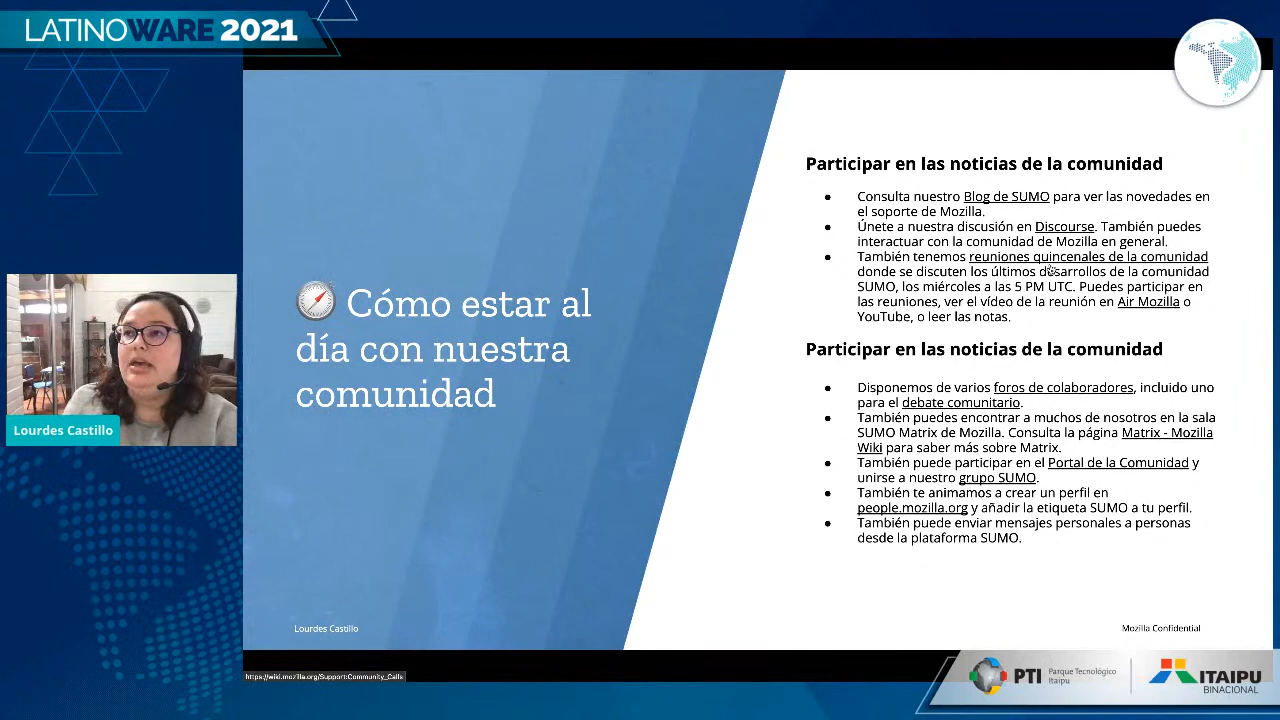 LATINOWARE 2021
Participar en las noticias de la comunidad
● Consulta nuestro Blog de SUMO para ver las novedades en
el soporte de Mozilla.
● Únete a nuestra discusión en Discourse. También puedes
interactuar con la comunidad de Mozilla en general.
● También tenemos reuniones quincenales de la comunidad
donde se discuten los últimos desarrollos de la comunidad
SUMO, los miércoles a las 5 PM UTC. Puedes participar en
las reuniones, ver el vídeo de la reunión en Air Mozilla o
YouTube, o leer las notas.
Cómo estar al
día con nuestra
comunidad
Participar en las noticias de la comunidad
● Disponemos de varios foros de colaboradores, incluido uno
para el debate comunitario.
● También puedes encontrar a muchos de nosotros en la sala
SUMO Matrix de Mozilla. Consulta la página Matrix - Mozilla
Wiki para saber más sobre Matrix.
● También puede participar en el Portal de la Comunidad y
unirse a nuestro grupo SUMO.
● También te animamos a crear un perfil en
people.mozilla.org y añadir la etiqueta SUMO a tu perfil.
● También puede enviar mensajes personales a personas
desde la plataforma SUMO.
Lourdes Castillo
Lourdes Castillo
Mozilla Confidential
https://wiki.mozilla.org/Support:Community_Calls
PTI Parque Tecnológico
Itaipu
ITAIPU
BINACIONAL